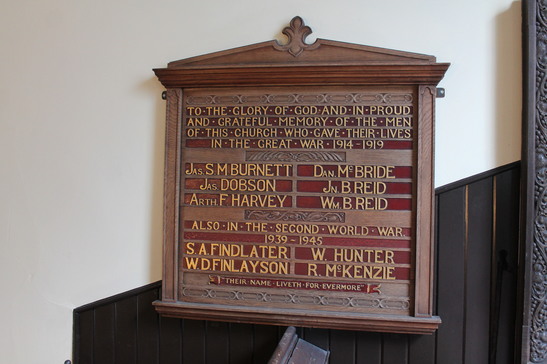 TO·THE·GLORY·OF·GOD·AND·IN·PROUD
AND·GRATEFUL·MEMORY·OF·THE·MEN
OF·THIS·CHURCH·WHO·GAVE·THEIR·LIVES
IN·THE·GREAT·WAR·1914-1919
JAS S M BURNETT DAN McBRIDE
JAS DOBSON JN. B. REID
ARTH F HARVEY WM. B REID
ALSO·IN·THE·SECOND·WORLD·WAR
1939-1945
S.A FINDLATER W. HUNTER
W D FINLAYSON R McKENZIE
"THEIR·NAME·LIVETH·FOR·EVERMORE"